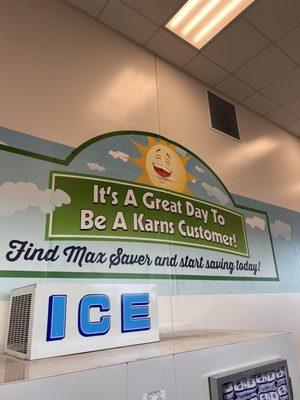 It's A Great Day To
Be A Karns Customer!
Find Max Saver and start saving today!
ICE